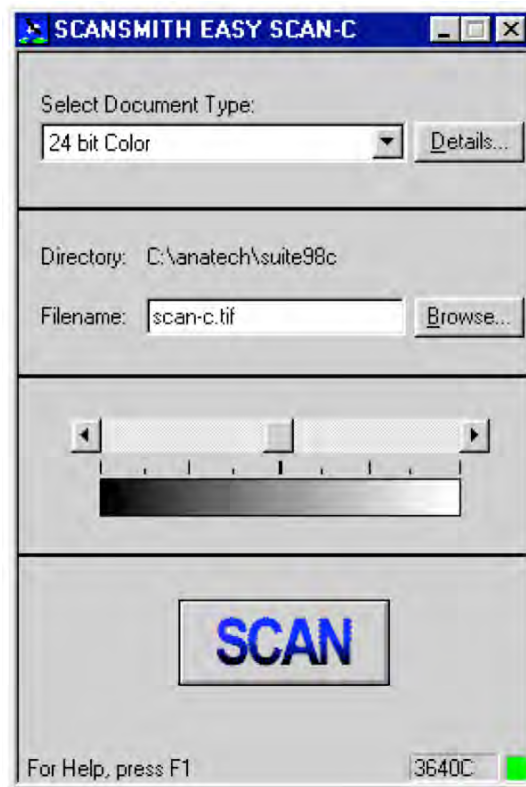 SCANSMITH EASY SCAN-C
Select Document Type:
24 bit Color
Details...
Directory: C:\anatech\suite98c
Filename: scan-c.tif
Browse...
SCAN
For Help, press F1
3640C